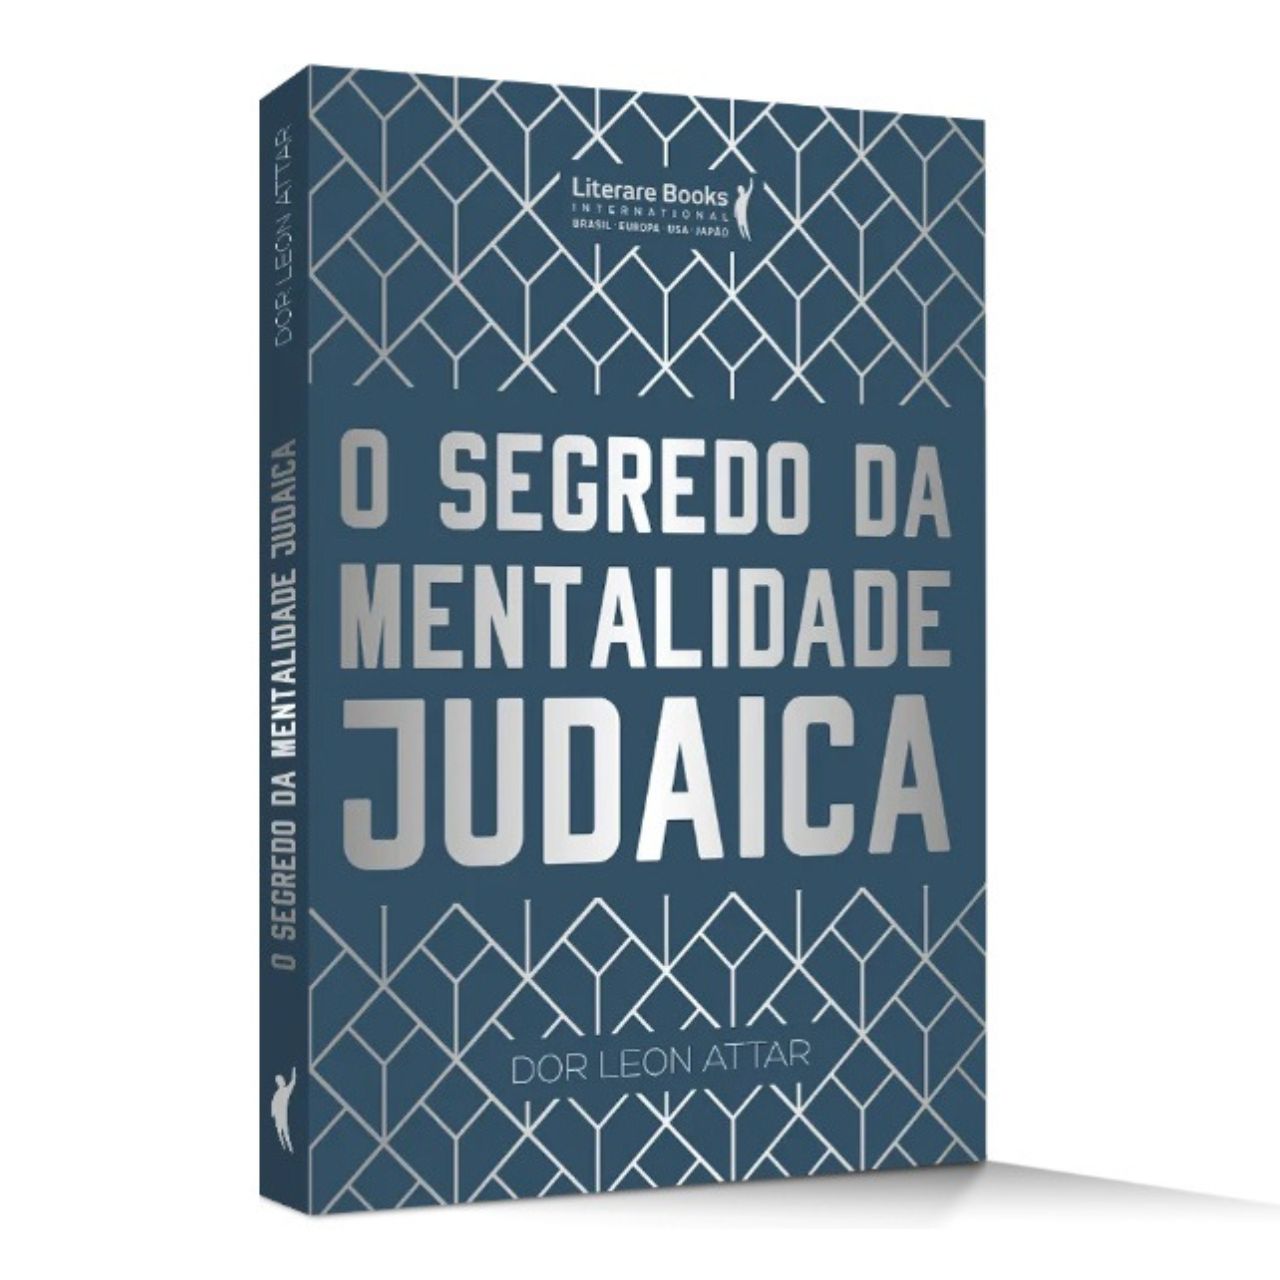 Literare Books
INTERNATIONAL
BRASIL · EUROPA · USA · JAPÃO
O SEGREDO DA
MENTALIDADE
JUDAICA
DOR LEON ATTAR
O SEGREDO DA MENTALIDADE JUDAICA
DOR LEON ATTAR